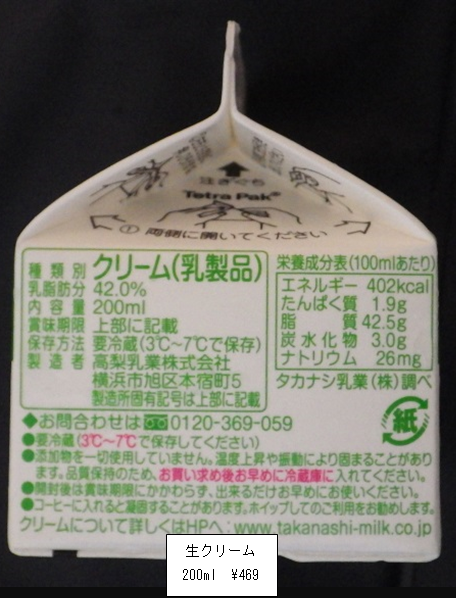 注ぎぐち
Tetra Pak®
① 両側に開いてください
種類別 クリーム(乳製品)
乳脂肪分 42.0%
内容量 200ml
賞味期限 上部に記載
保存方法 要冷蔵(3℃~7℃で保存)
製造者 高梨乳業株式会社
横浜市旭区本宿町5
製造所固有記号は上部に記載
栄養成分表(100mlあたり)
エネルギー 402kcal
たんぱく質 1.9g
脂質 42.5g
炭水化物 3.0g
ナトリウム 26mg
タカナシ乳業(株)調べ
紙
◆お問合わせは 0120-369-059
●要冷蔵(3℃~7℃で保存してください)
●添加物を一切使用していません。温度上昇や振動により固まることがあり
ます。品質保持のため、お買い求め後お早めに冷蔵庫に入れてください。
●開封後は賞味期限にかかわらず、出来るだけお早めにお使いください。
●コーヒーに入れると凝固することがあります。ホイップしてのご利用をお勧めします。
クリームについて詳しくはHPへ:www.takanashi-milk.co.jp
生クリーム
200ml ¥469